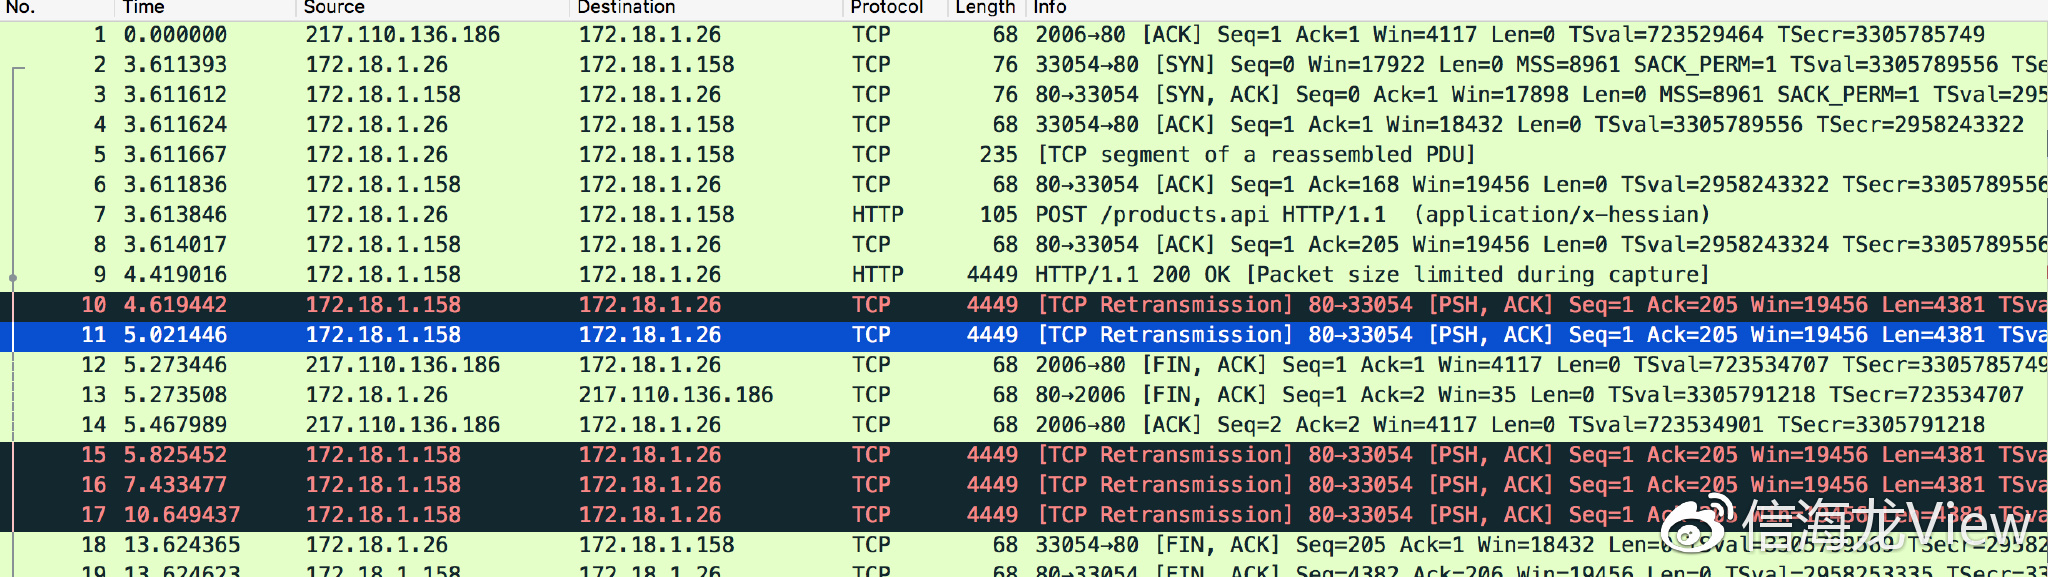 No. Time Source Destination Protocol Length Info
1 0.000000 217.110.136.186 172.18.1.26 TCP 68 2006→80 [ACK] Seq=1 Ack=1 Win=4117 Len=0 TSval=723529464 TSecr=3305785749
2 3.611393 172.18.1.26 172.18.1.158 TCP 76 33054→80 [SYN] Seq=0 Win=17922 Len=0 MSS=8961 SACK_PERM=1 TSval=3305789556 TSe
3 3.611612 172.18.1.158 172.18.1.26 TCP 76 80→33054 [SYN, ACK] Seq=0 Ack=1 Win=17898 Len=0 MSS=8961 SACK_PERM=1 TSval=295
4 3.611624 172.18.1.26 172.18.1.158 TCP 68 33054→80 [ACK] Seq=1 Ack=1 Win=18432 Len=0 TSval=3305789556 TSecr=2958243322
5 3.611667 172.18.1.26 172.18.1.158 TCP 235 [TCP segment of a reassembled PDU]
6 3.611836 172.18.1.158 172.18.1.26 TCP 68 80→33054 [ACK] Seq=1 Ack=168 Win=19456 Len=0 TSval=2958243322 TSecr=3305789556
7 3.613846 172.18.1.26 172.18.1.158 HTTP 105 POST /products.api HTTP/1.1 (application/x-hessian)
8 3.614017 172.18.1.158 172.18.1.26 TCP 68 80→33054 [ACK] Seq=1 Ack=205 Win=19456 Len=0 TSval=2958243324 TSecr=3305789556
9 4.419016 172.18.1.158 172.18.1.26 HTTP 4449 HTTP/1.1 200 OK [Packet size limited during capture]
10 4.619442 172.18.1.158 172.18.1.26 TCP 4449 [TCP Retransmission] 80→33054 [PSH, ACK] Seq=1 Ack=205 Win=19456 Len=4381 TSva
11 5.021446 172.18.1.158 172.18.1.26 TCP 4449 [TCP Retransmission] 80→33054 [PSH, ACK] Seq=1 Ack=205 Win=19456 Len=4381 TSva
12 5.273446 217.110.136.186 172.18.1.26 TCP 68 2006→80 [FIN, ACK] Seq=1 Ack=1 Win=4117 Len=0 TSval=723534707 TSecr=3305785749
13 5.273508 172.18.1.26 217.110.136.186 TCP 68 80→2006 [FIN, ACK] Seq=1 Ack=2 Win=35 Len=0 TSval=3305791218 TSecr=723534707
14 5.467989 217.110.136.186 172.18.1.26 TCP 68 2006→80 [ACK] Seq=2 Ack=2 Win=4117 Len=0 TSval=723534901 TSecr=3305791218
15 5.825452 172.18.1.158 172.18.1.26 TCP 4449 [TCP Retransmission] 80→33054 [PSH, ACK] Seq=1 Ack=205 Win=19456 Len=4381 TSva
16 7.433477 172.18.1.158 172.18.1.26 TCP 4449 [TCP Retransmission] 80→33054 [PSH, ACK] Seq=1 Ack=205 Win=19456 Len=4381 TSva
17 10.649437 172.18.1.158 172.18.1.26 TCP 4449 [TCP Retransmission] 80→33054 [PSH, ACK] Seq=1 Ack=205 Win=19456 Len=4381 TSva
18 13.624365 172.18.1.26 172.18.1.158 TCP 68 33054→80 [FIN, ACK] Seq=205 Ack=1 Win=18432 TSecr=29582
19 13.624623 172.18.1.158 172.18.1.26 TCP 68 80→33054 [FIN, ACK] Seq=4382 Ack=206 Win=19456 Len=0 TSval=2958253335 TSecr=33
信海龙View